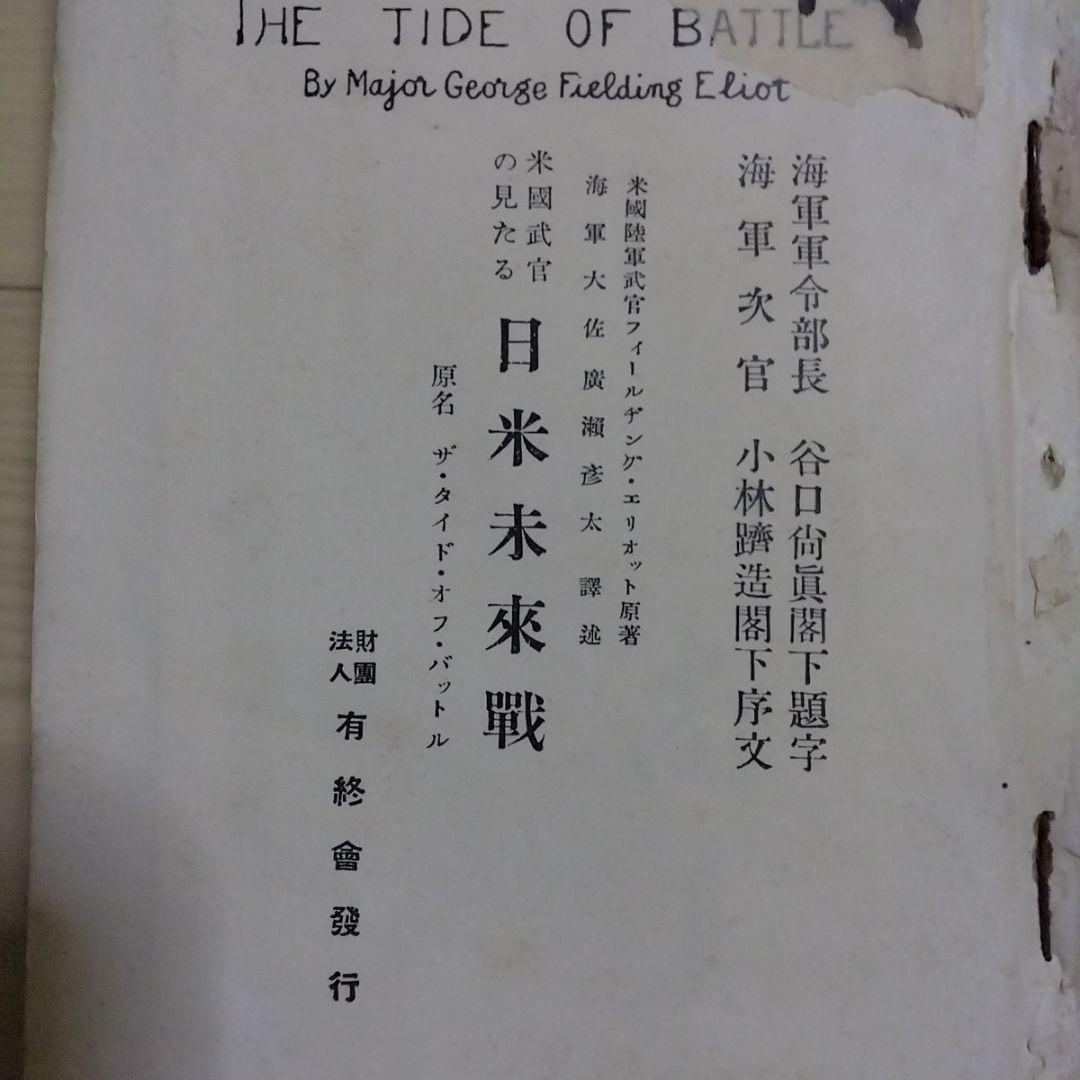 THE TIDE OF BATTLE
By Major George Fielding Eliot
海軍軍令部長 谷口尙眞閣下題字
海軍次官 小林躋造閣下序文
米國陸軍武官フィールヂング・エリオット原著
海軍大佐廣瀬彥太譯述
米國武官
の見たる
日米未來戰
原名 ザ・タイド・オフ・バットル
財團
法人
有終會發行